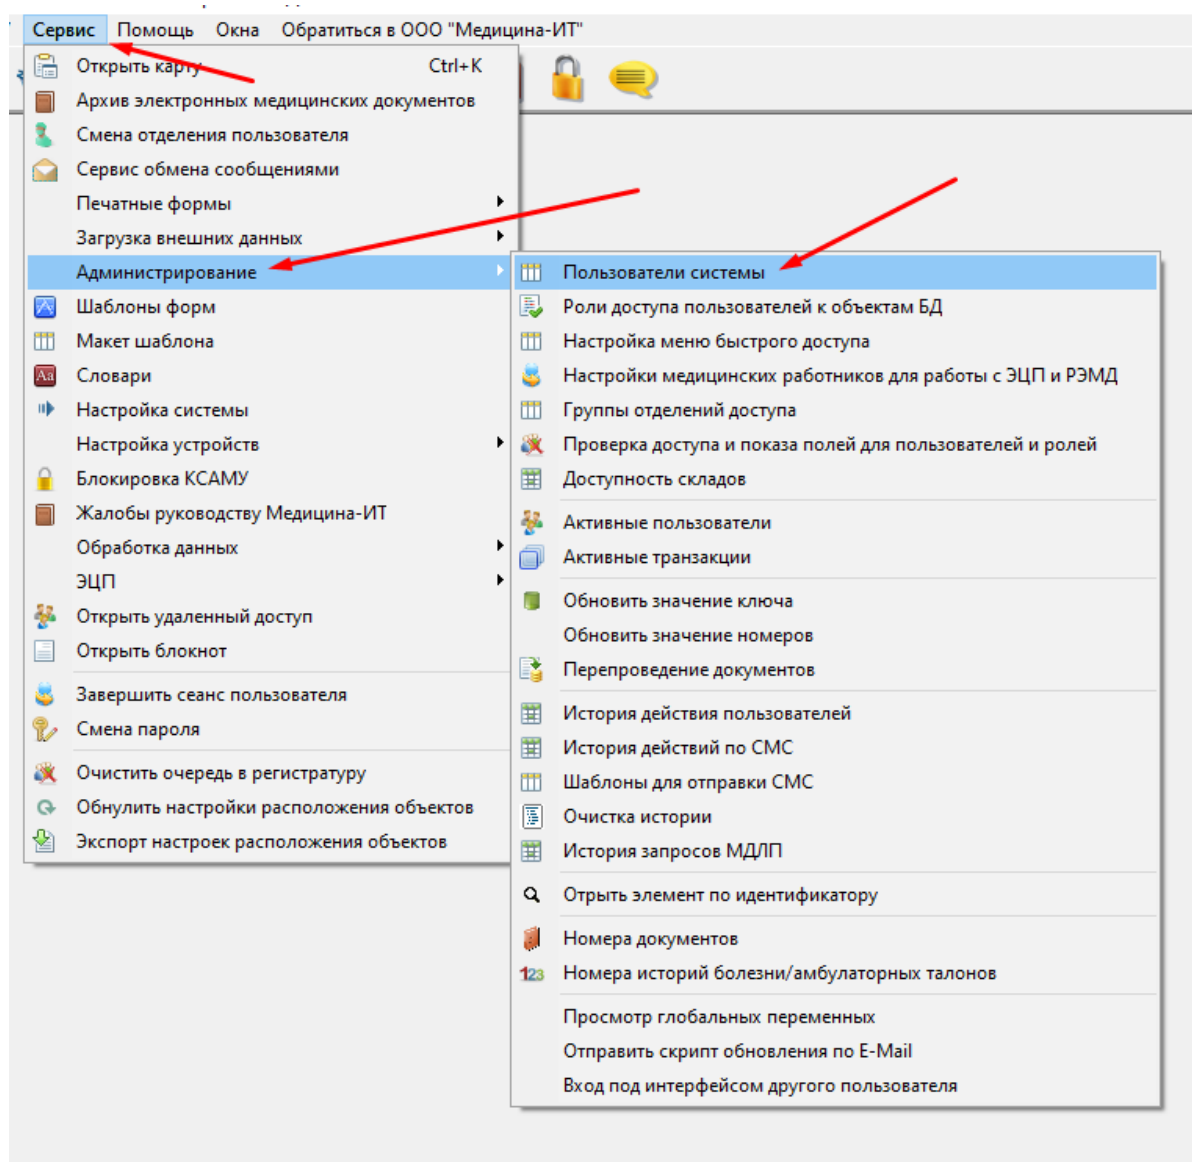 Сервис Помощь Окна Обратиться в ООО "Медицина-ИТ"
Открыть карту Ctrl+K
Архив электронных медицинских документов
Смена отделения пользователя
Сервис обмена сообщениями
Печатные формы
Загрузка внешних данных
Администрирование
Шаблоны форм
Макет шаблона
Aa Словари
Настройка системы
Настройка устройств
Блокировка КСАМУ
Жалобы руководству Медицина-ИТ
Обработка данных
ЭЦП
Открыть удаленный доступ
Открыть блокнот
Завершить сеанс пользователя
Смена пароля
Очистить очередь в регистратуру
Обнулить настройки расположения объектов
Экспорт настроек расположения объектов
Пользователи системы
Роли доступа пользователей к объектам БД
Настройка меню быстрого доступа
Настройки медицинских работников для работы с ЭЦП и РЭМД
Группы отделений доступа
Проверка доступа и показа полей для пользователей и ролей
Доступность складов
Активные пользователи
Активные транзакции
Обновить значение ключа
Обновить значение номеров
Перепроведение документов
История действия пользователей
История действий по СМС
Шаблоны для отправки СМС
Очистка истории
История запросов МДЛП
Отрыть элемент по идентификатору
Номера документов
123 Номера историй болезни/амбулаторных талонов
Просмотр глобальных переменных
Отправить скрипт обновления по E-Mail
Вход под интерфейсом другого пользователя